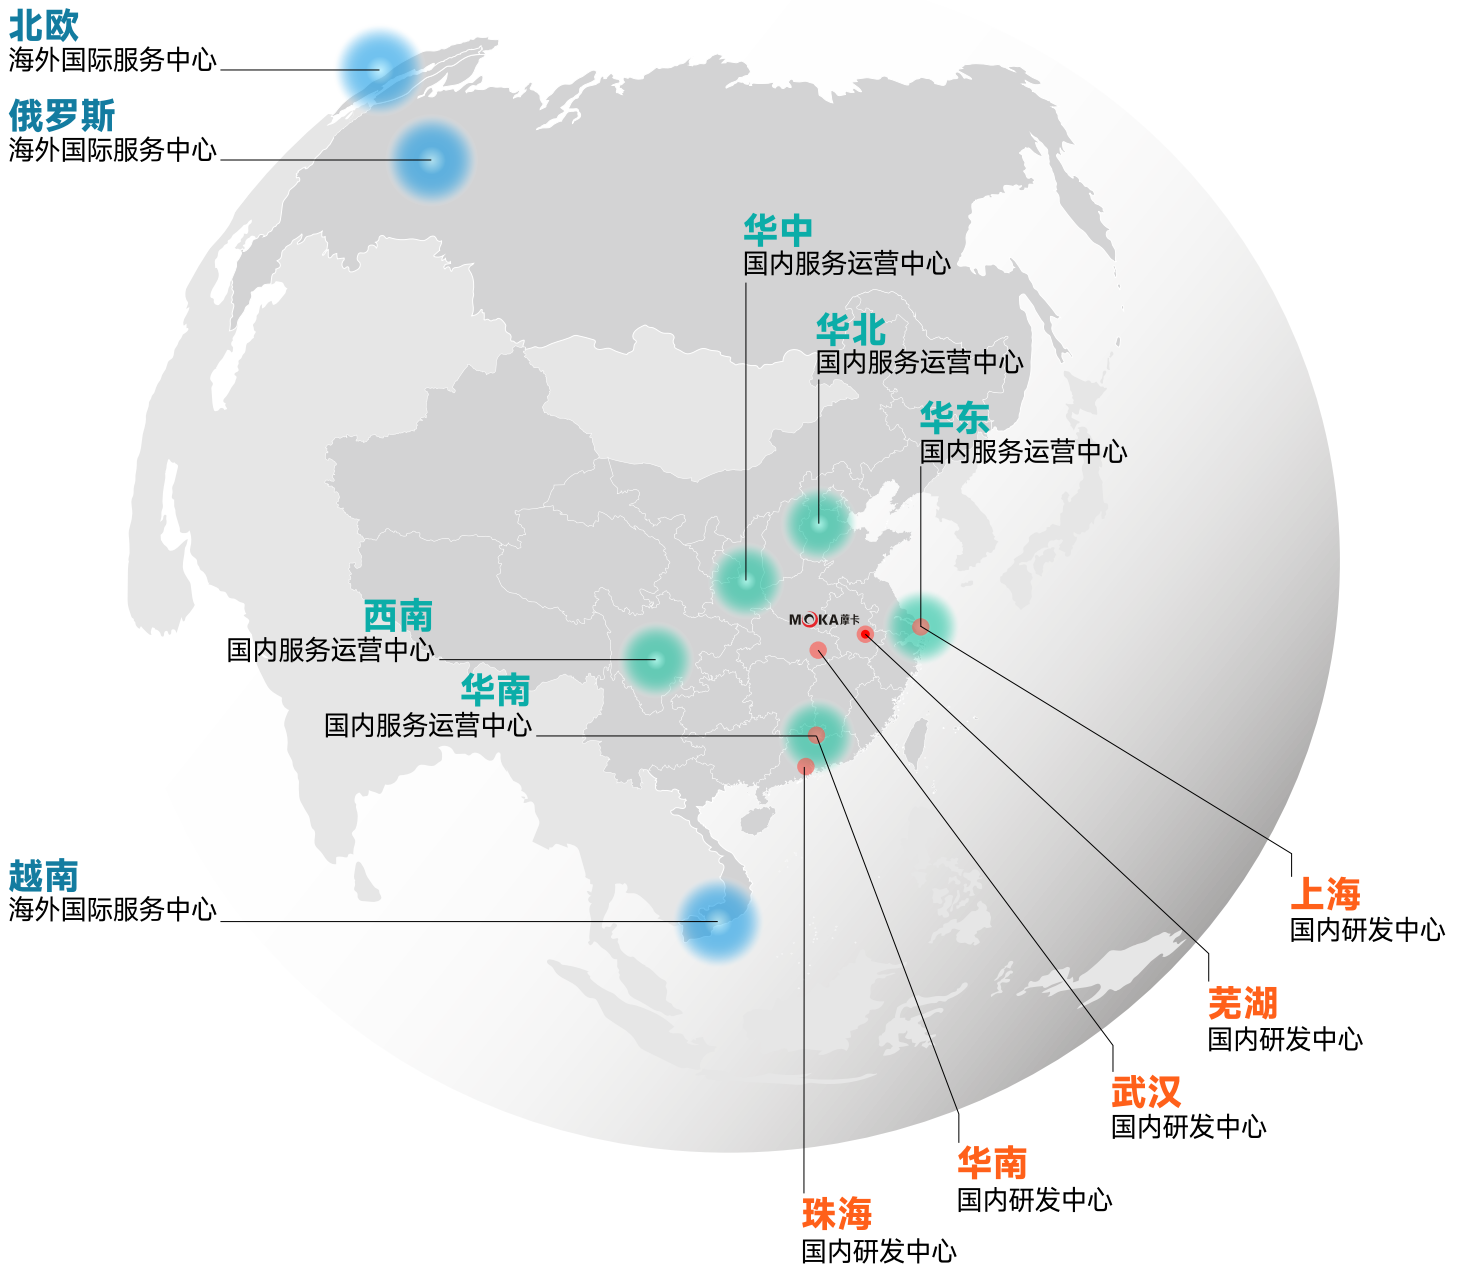 北欧
海外国际服务中心
俄罗斯
海外国际服务中心
华中
国内服务运营中心
华北
国内服务运营中心
华东
国内服务运营中心
西南
国内服务运营中心
MOKA摩卡
华南
国内服务运营中心
越南
海外国际服务中心
上海
国内研发中心
芜湖
国内研发中心
武汉
国内研发中心
华南
国内研发中心
珠海
国内研发中心